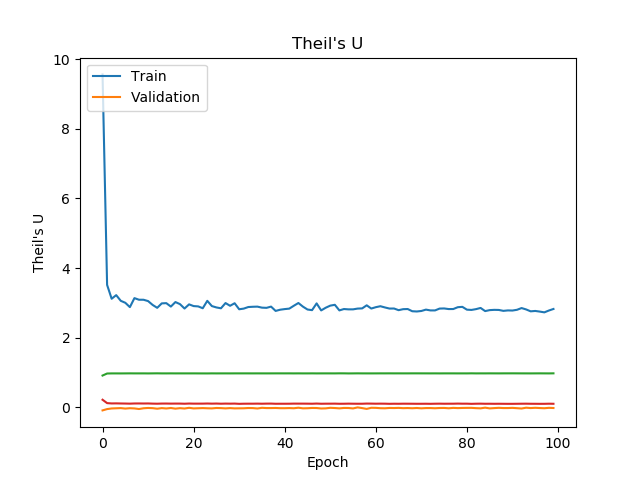 Theil's U
Train
Validation
10
8
6
4
2
0
Theil's U
0 20 40 60 80 100
Epoch